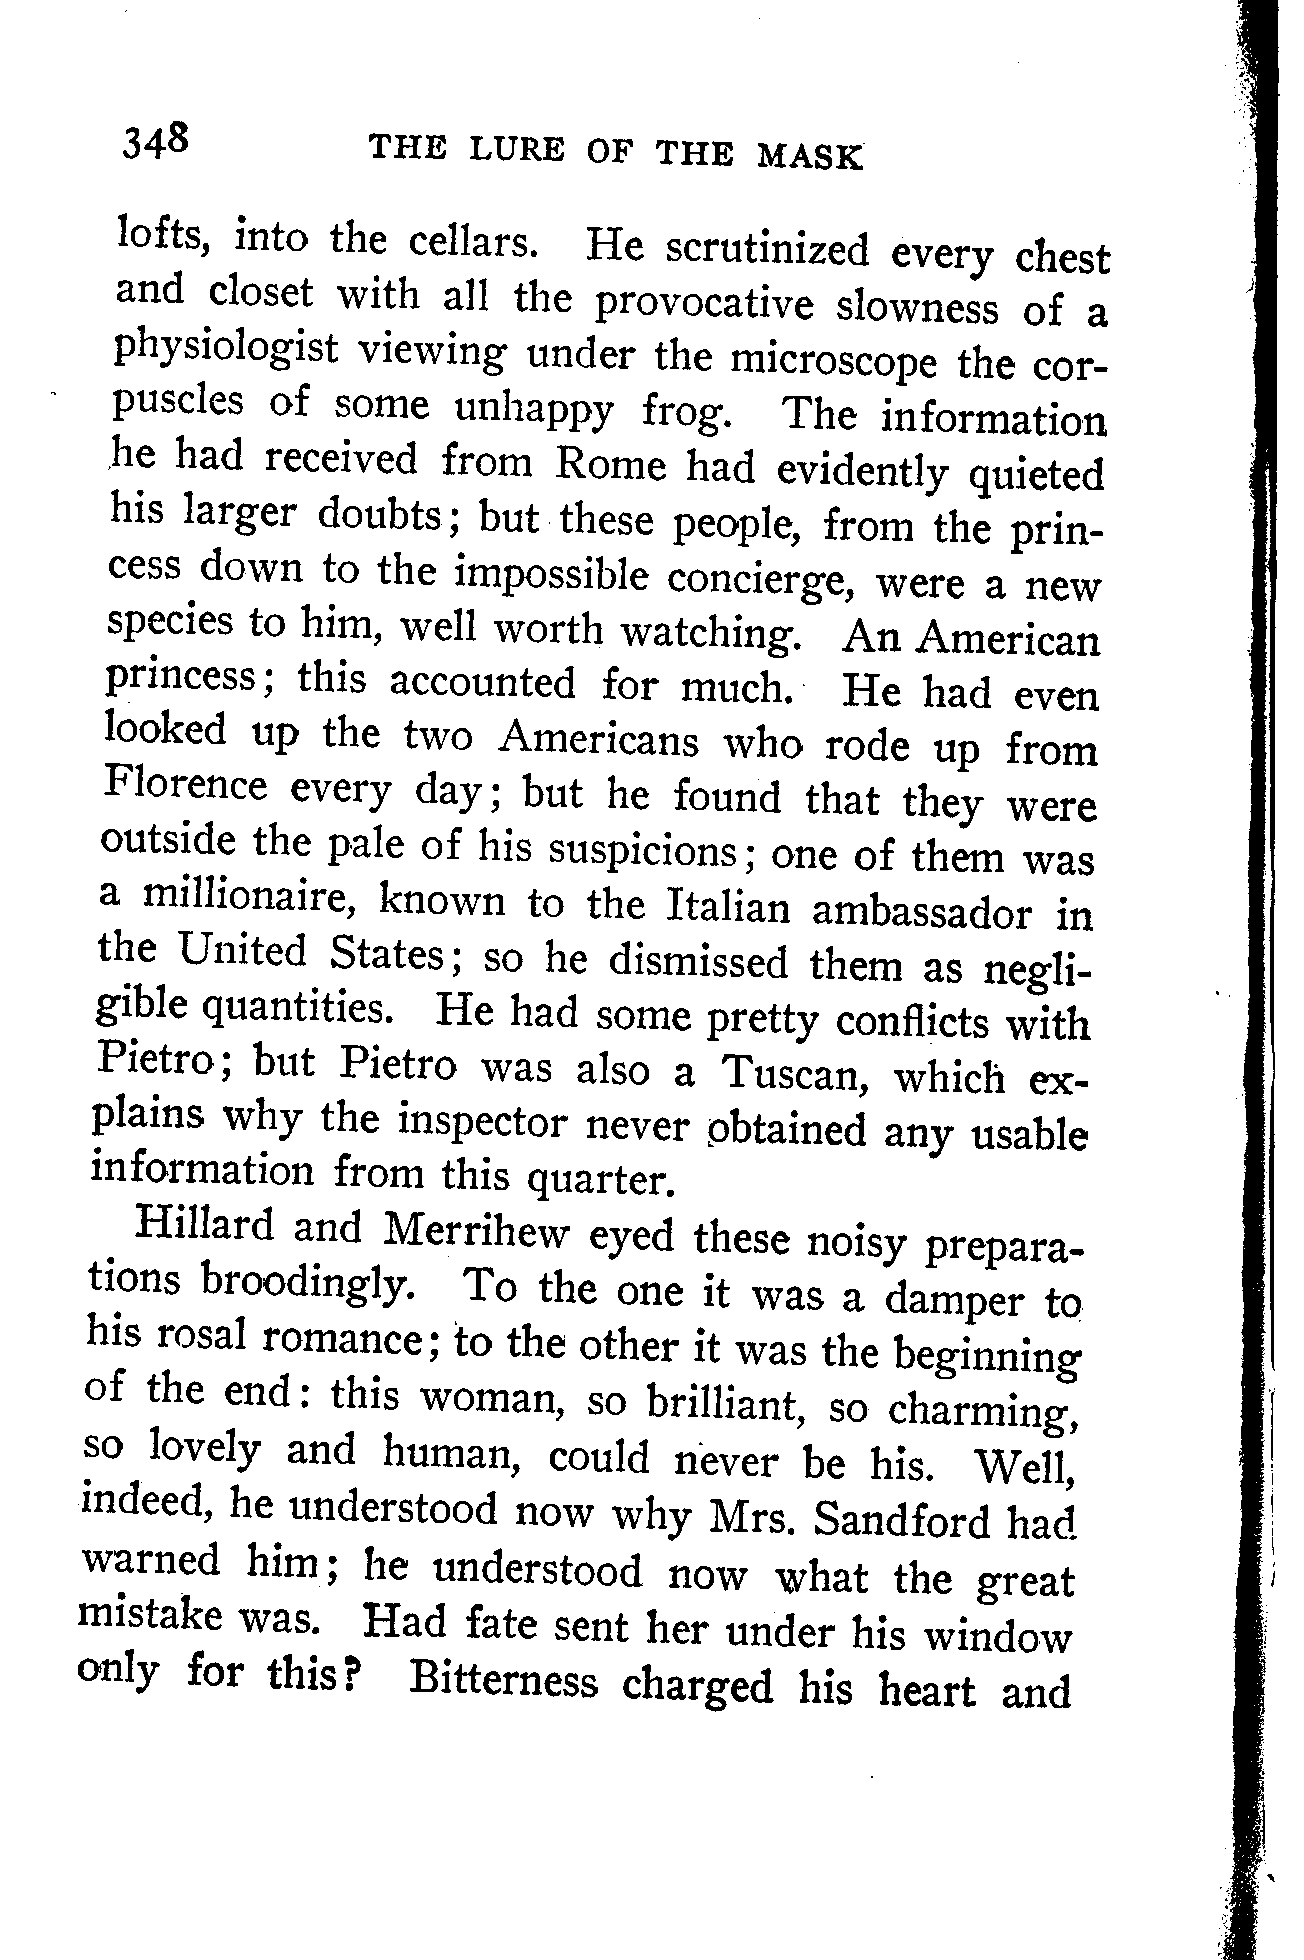 348 THE LURE OF THE MASK
lofts, into the cellars. He scrutinized every chest
and closet with all the provocative slowness of a
physiologist viewing under the microscope the cor-
puscles of some unhappy frog. The information
he had received from Rome had evidently quieted
his larger doubts; but these people, from the prin-
cess down to the impossible concierge, were a new
species to him, well worth watching. An American
princess; this accounted for much. He had even
looked up the two Americans who rode up from
Florence every day; but he found that they were
outside the pale of his suspicions; one of them was
a millionaire, known to the Italian ambassador in
the United States; so he dismissed them as negli-
gible quantities. He had some pretty conflicts with
Pietro; but Pietro was also a Tuscan, which ex-
plains why the inspector never obtained any usable
information from this quarter.
Hillard and Merrihew eyed these noisy prepara-
tions broodingly. To the one it was a damper to
his rosal romance; to the other it was the beginning
of the end: this woman, so brilliant, so charming,
so lovely and human, could never be his. Well,
indeed, he understood now why Mrs. Sandford had
warned him; he understood now what the great
mistake was. Had fate sent her under his window
only for this? Bitterness charged his heart and